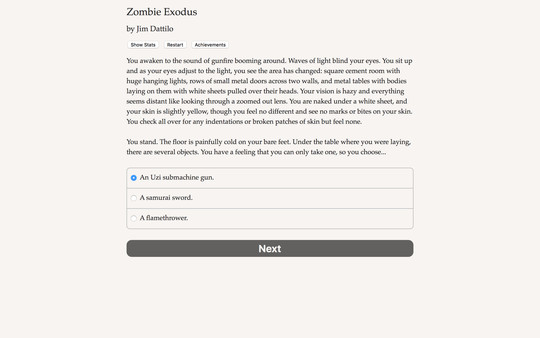 Zombie Exodus
by Jim Dattilo
Show Stats Restart Achievements
You awaken to the sound of gunfire booming around. Waves of light blind your eyes. You sit up
and as your eyes adjust to the light, you see the area has changed: square cement room with
huge hanging lights, rows of small metal doors across two walls, and metal tables with bodies
laying on them with white sheets pulled over their heads. Your vision is hazy and everything
seems distant like looking through a zoomed out lens. You are naked under a white sheet, and
your skin is slightly yellow, though you feel no different and see no marks or bites on your skin.
You check all over for any indentations or broken patches of skin but feel none.
You stand. The floor is painfully cold on your bare feet. Under the table where you were laying,
there are several objects. You have a feeling that you can only take one, so you choose...
An Uzi submachine gun.
A samurai sword.
A flamethrower.
Next